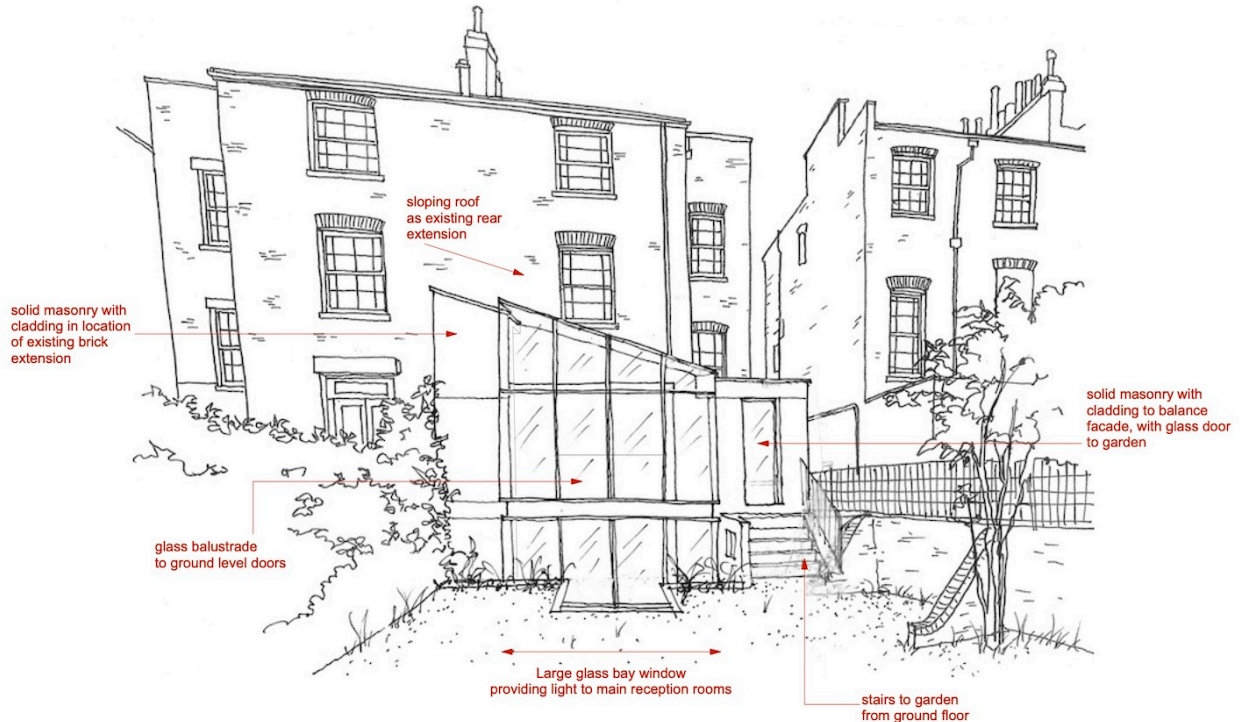 sloping roof
as existing rear
extension
solid masonry with
cladding in location
of existing brick
extension
solid masonry with
cladding to balance
facade, with glass door
to garden
glass balustrade
to ground level doors
Large glass bay window
providing light to main reception rooms
stairs to garden
from ground floor